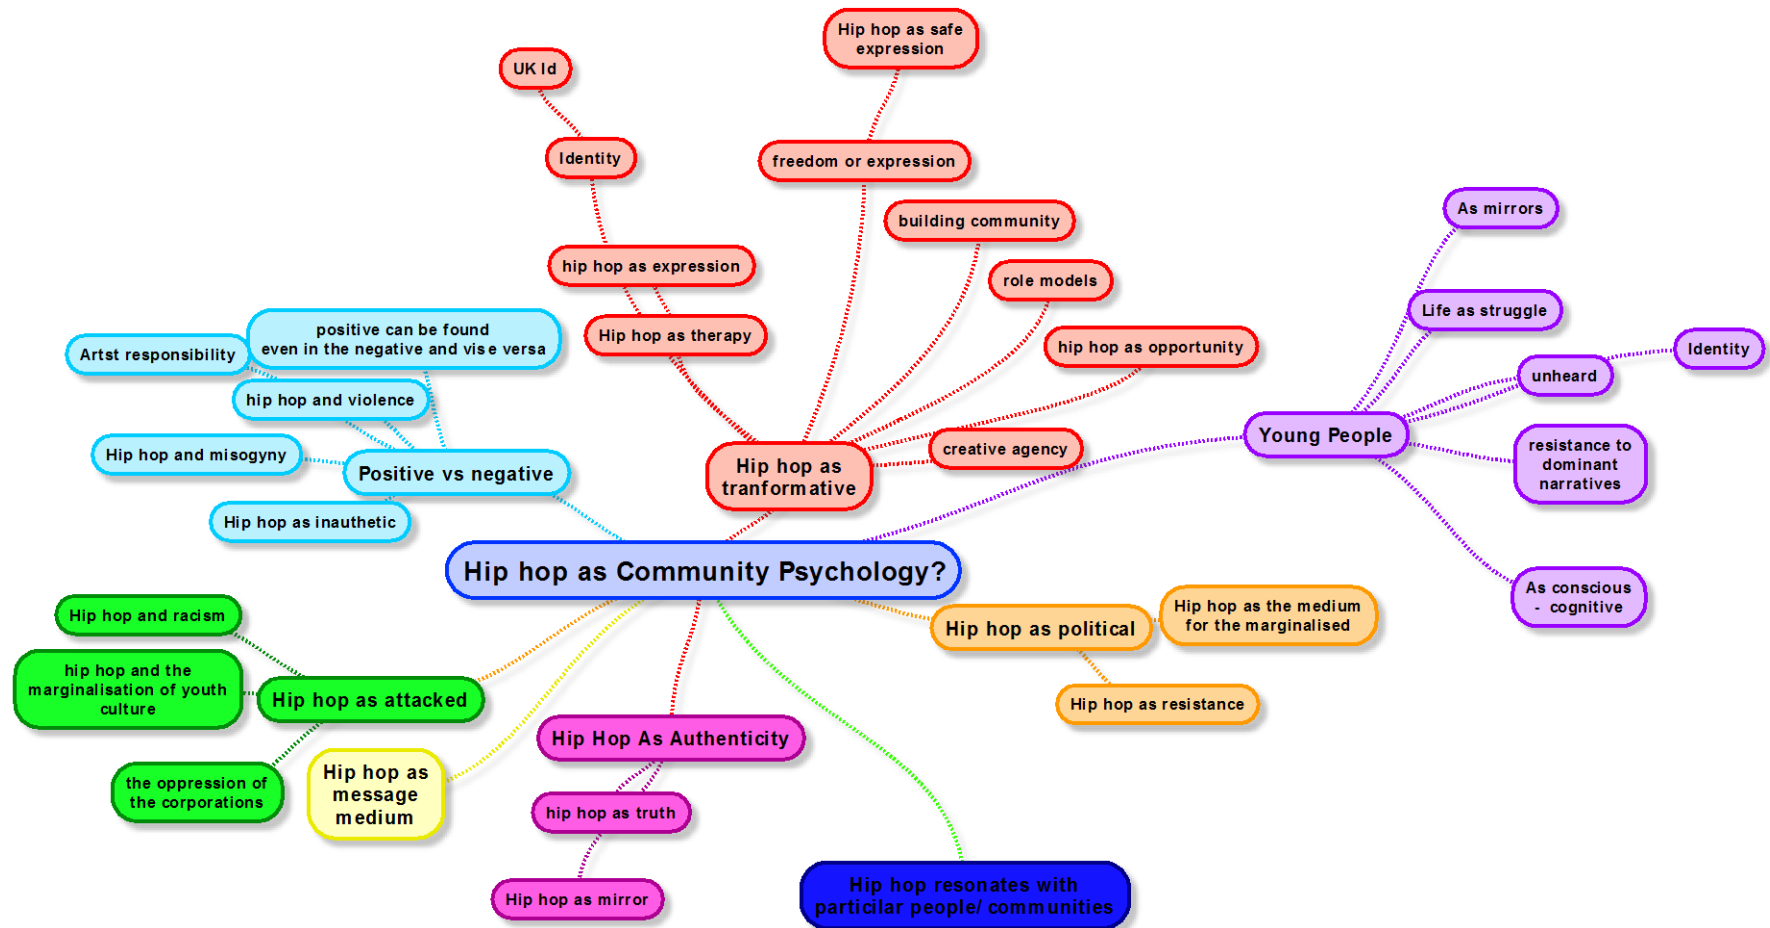 Hip hop as safe
expression
UK Id
Identity
freedom or expression
building community
As mirrors
hip hop as expression
role models
Life as struggle
positive can be found
even in the negative and vise versa
Artst responsibility
Hip hop as therapy
hip hop as opportunity
Identity
unheard
hip hop and violence
Young People
Hip hop and misogyny
Positive vs negative
Hip hop as
tranformative
creative agency
resistance to
dominant
narratives
Hip hop as inauthetic
Hip hop as Community Psychology?
As conscious
- cognitive
Hip hop and racism
Hip hop as political
Hip hop as the medium
for the marginalised
hip hop and the
marginalisation of youth
culture
Hip hop as attacked
Hip hop as resistance
Hip Hop As Authenticity
the oppression of
the corporations
Hip hop as
message
medium
hip hop as truth
Hip hop as mirror
Hip hop resonates with
particilar people/ communities